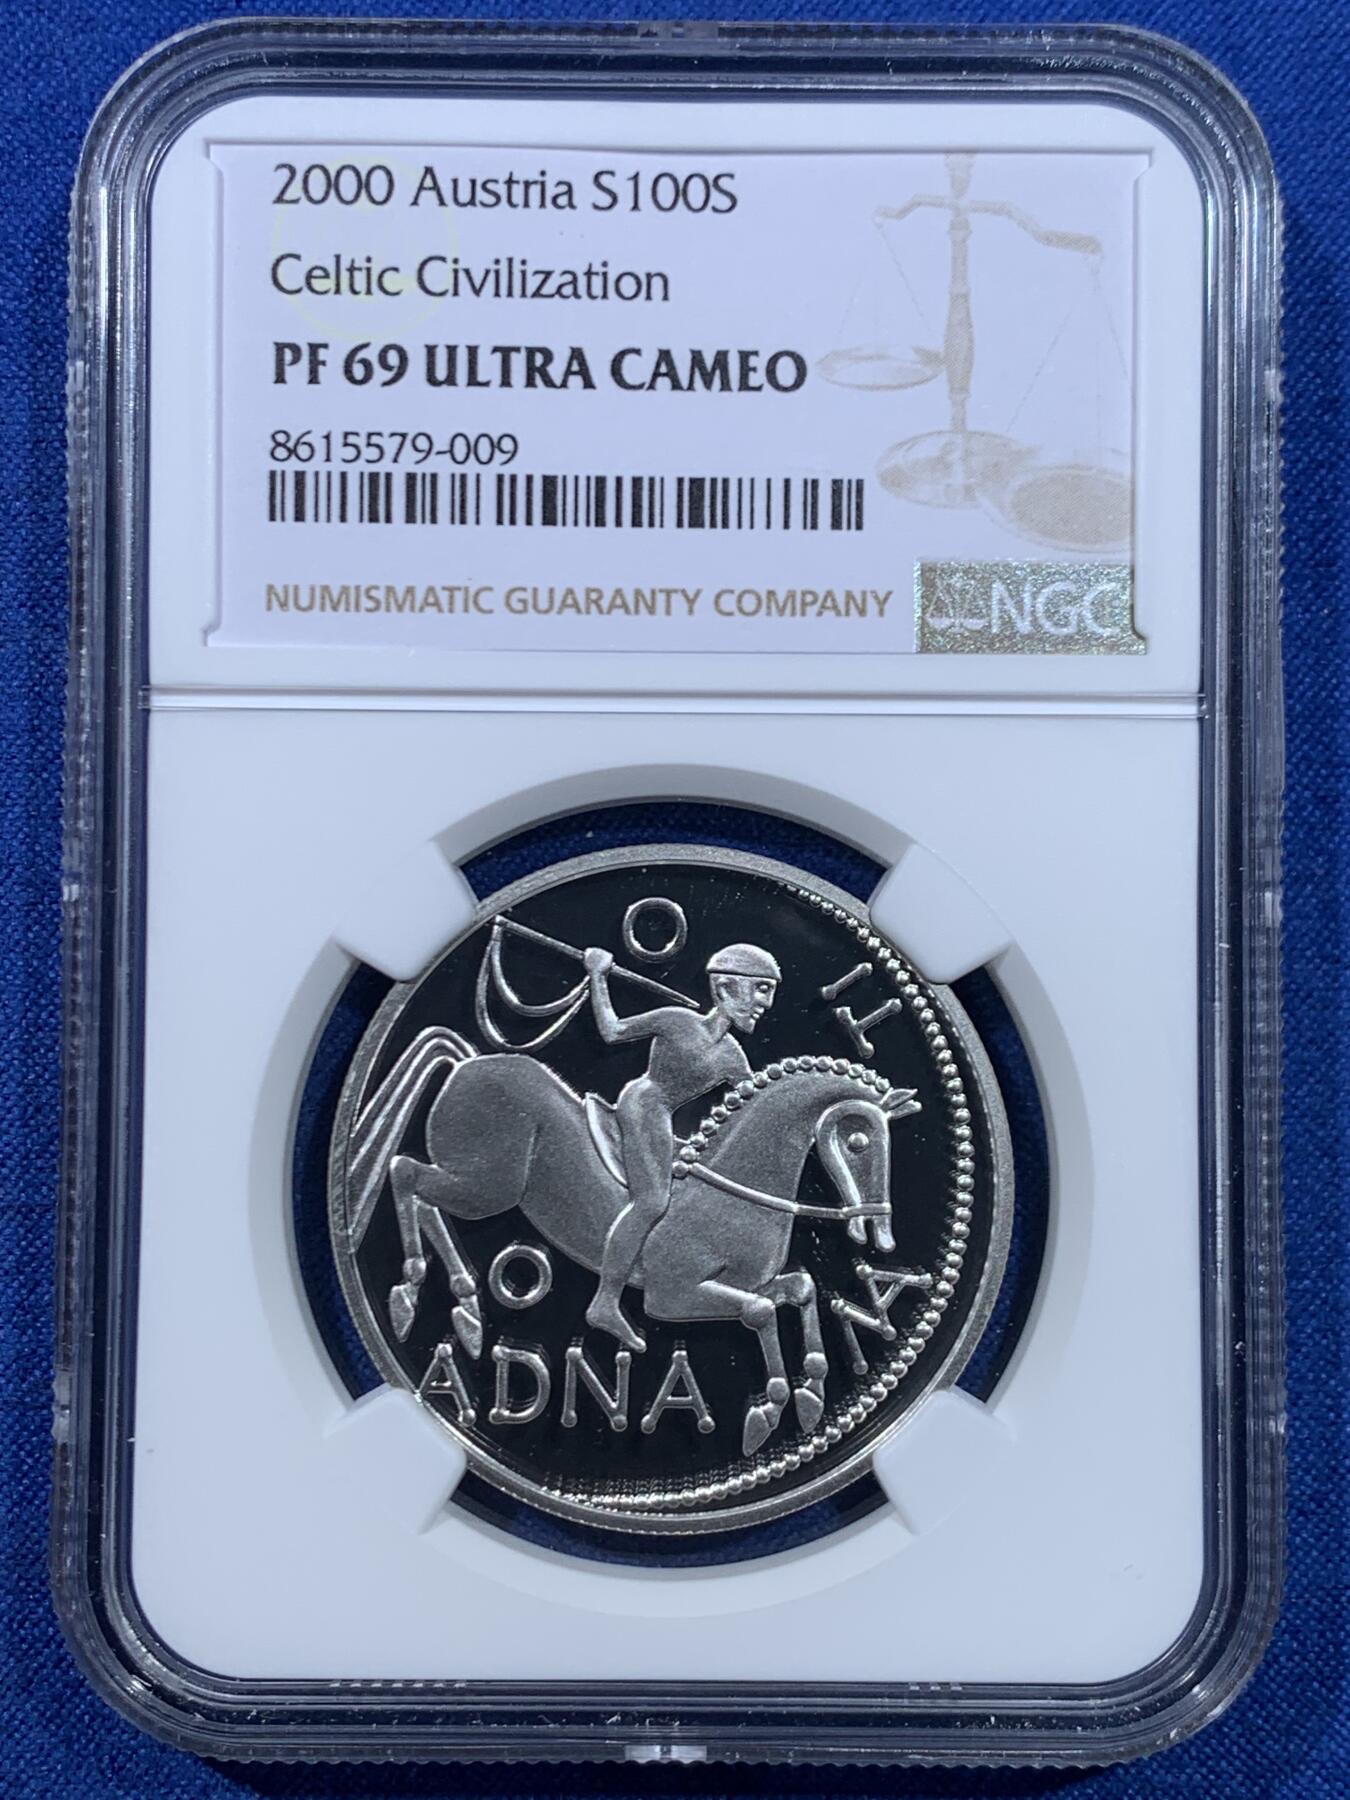 2000 Austria S100S
Celtic Civilization
PF 69 ULTRA CAMEO
8615579-009
NUMISMATIC GUARANTY COMPANY
NGC
ADNA